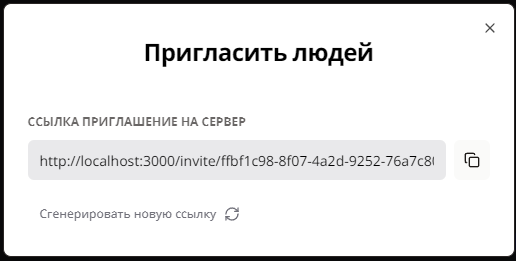 Пригласить людей
ССЫЛКА ПРИГЛАШЕНИЕ НА СЕРВЕР
http://localhost:3000/invite/ffbf1c98-8f07-4a2d-9252-76a7c8
Сгенерировать новую ссылку